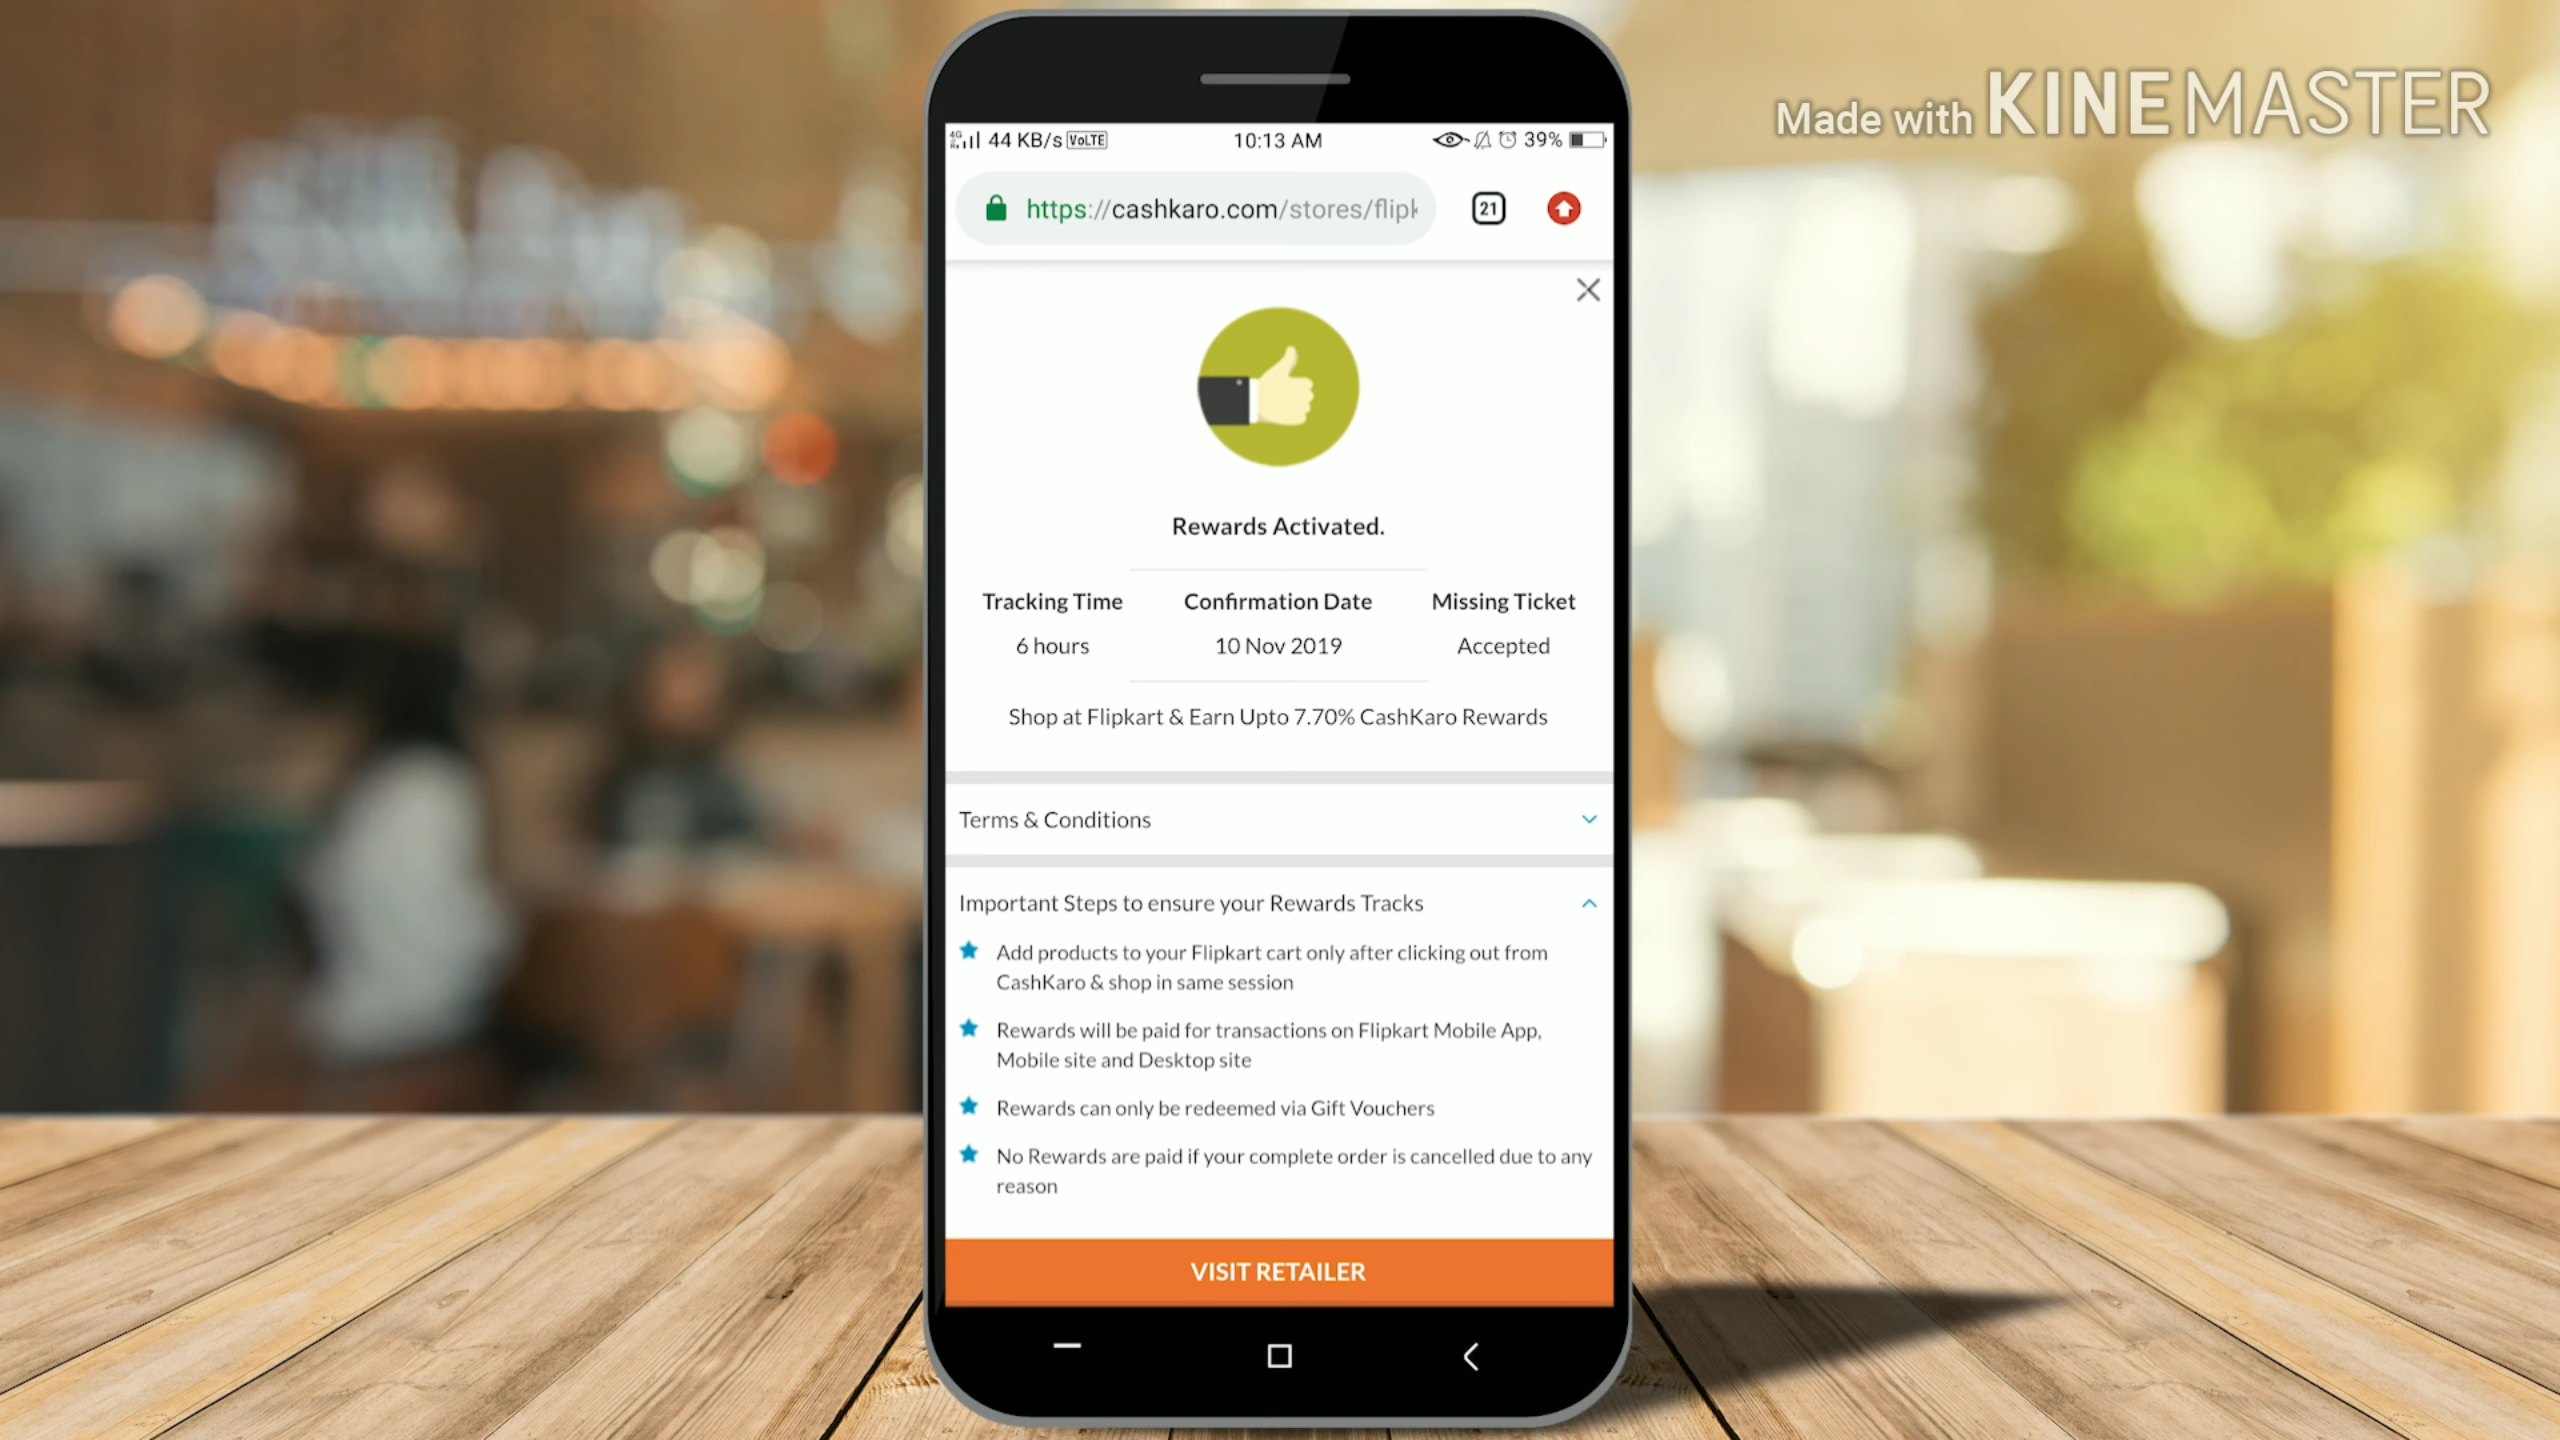 Made with KINEMASTER
4G 44 KB/s VoLTE 10:13 AM 39%
https://cashkaro.com/stores/flipk
21
Rewards Activated.
Tracking Time Confirmation Date Missing Ticket
6 hours 10 Nov 2019 Accepted
Shop at Flipkart & Earn Upto 7.70% CashKaro Rewards
Terms & Conditions
Important Steps to ensure your Rewards Tracks
Add products to your Flipkart cart only after clicking out from
CashKaro & shop in same session
Rewards will be paid for transactions on Flipkart Mobile App,
Mobile site and Desktop site
Rewards can only be redeemed via Gift Vouchers
No Rewards are paid if your complete order is cancelled due to any
reason
VISIT RETAILER